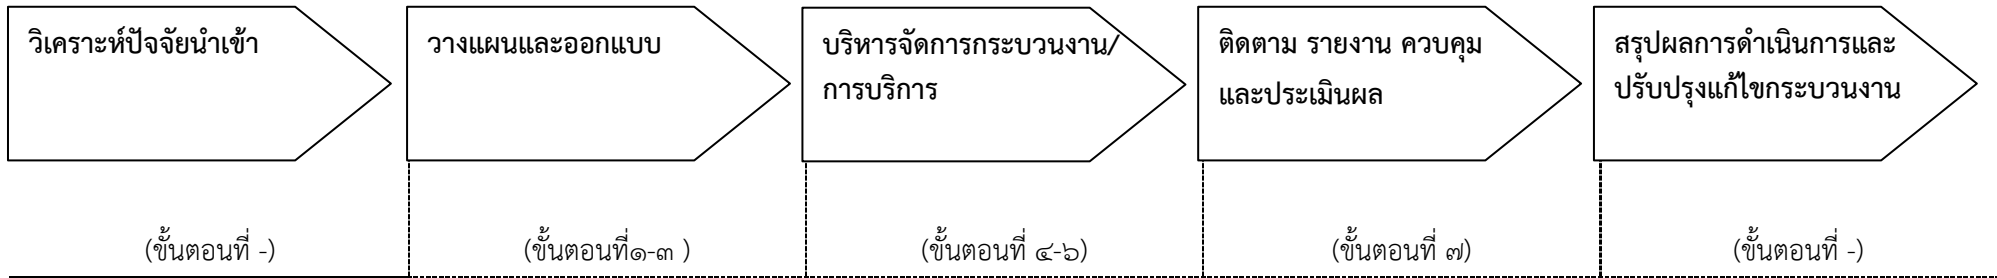 วิเคราะห์ปัจจัยนำเข้า
วางแผนและออกแบบ
บริหารจัดการกระบวนงาน/
การบริการ
ติดตาม รายงาน ควบคุม
และประเมินผล
สรุปผลการดำเนินการและ
ปรับปรุงแก้ไขกระบวนงาน
(ขั้นตอนที่ -)
(ขั้นตอนที่๑-๓ )
(ขั้นตอนที่ ๔-๖)
(ขั้นตอนที่ ๗)
(ขั้นตอนที่ -)